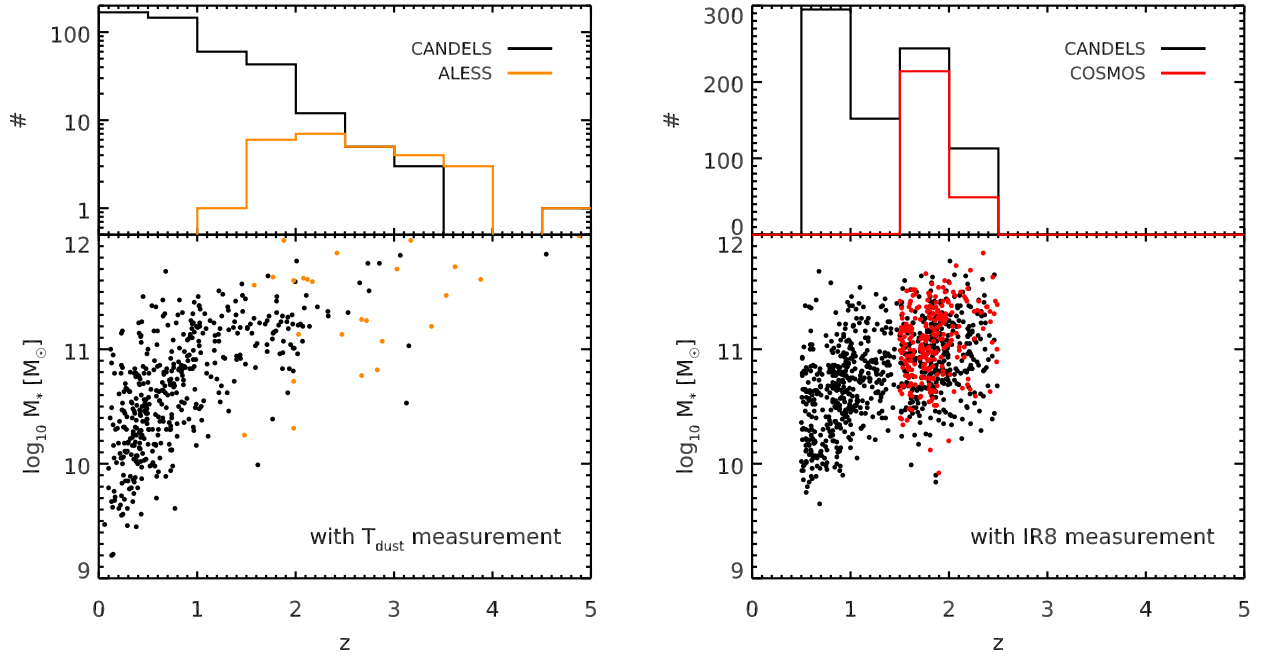 100
10
1
#
CANDELS
ALESS
12
11
10
9
log₁₀ M* [M☉]
with T_dust measurement
0 1 2 3 4 5
z
300
200
100
0
#
CANDELS
COSMOS
12
11
10
9
log₁₀ M* [M☉]
with IR8 measurement
0 1 2 3 4 5
z